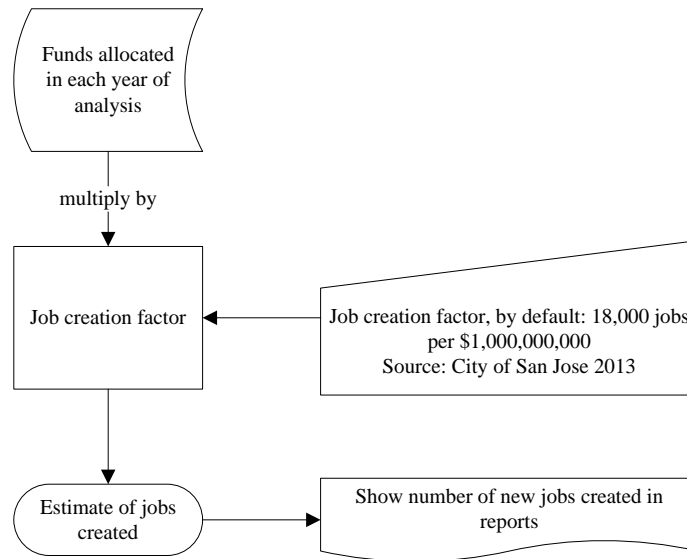 Funds allocated
in each year of
analysis
multiply by
Job creation factor
Job creation factor, by default: 18,000 jobs
per $1,000,000,000
Source: City of San Jose 2013
Estimate of jobs
created
Show number of new jobs created in
reports